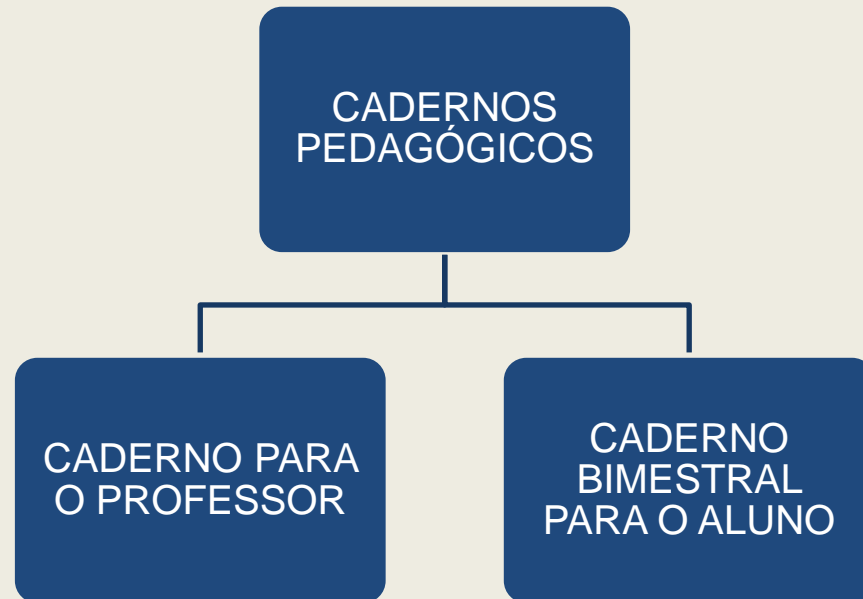 CADERNOS
PEDAGÓGICOS
CADERNO PARA
O PROFESSOR
CADERNO
BIMESTRAL
PARA O ALUNO